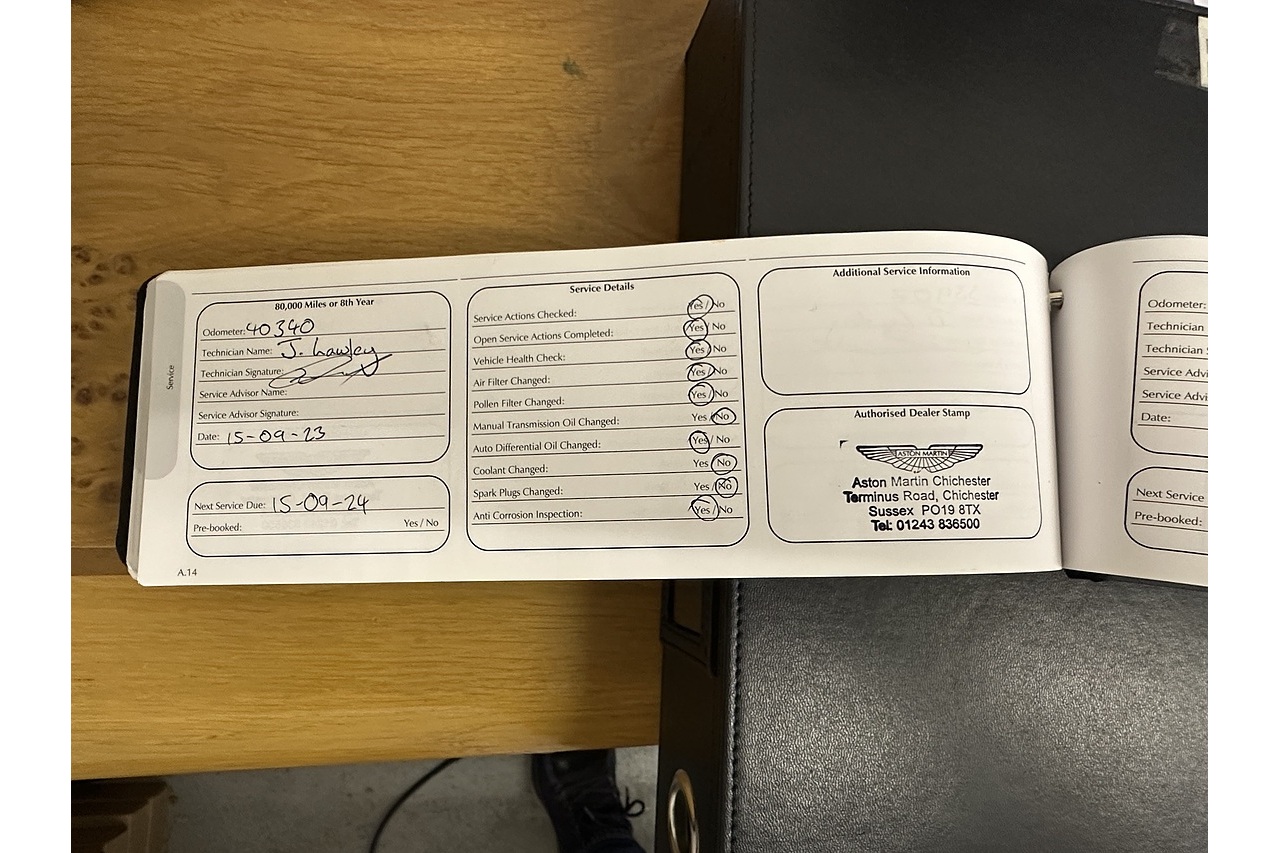 Service
80,000 Miles or 8th Year
Odometer: 40340
Technician Name: J. Lawley
Technician Signature:
Service Advisor Name:
Service Advisor Signature:
Date: 15-09-23
Next Service Due: 15-09-24
Pre-booked: Yes / No
A.14
Service Details
Service Actions Checked: Yes / No
Open Service Actions Completed: Yes / No
Vehicle Health Check: Yes / No
Air Filter Changed: Yes / No
Pollen Filter Changed: Yes / No
Manual Transmission Oil Changed: Yes / No
Auto Differential Oil Changed: Yes / No
Coolant Changed: Yes / No
Spark Plugs Changed: Yes / No
Anti Corrosion Inspection: Yes / No
Additional Service Information
Authorised Dealer Stamp
ASTON MARTIN
Aston Martin Chichester
Terminus Road, Chichester
Sussex PO19 8TX
Tel: 01243 836500
Odometer:
Technician
Technician
Service Advi
Service Advi
Date:
Next Service
Pre-booked: